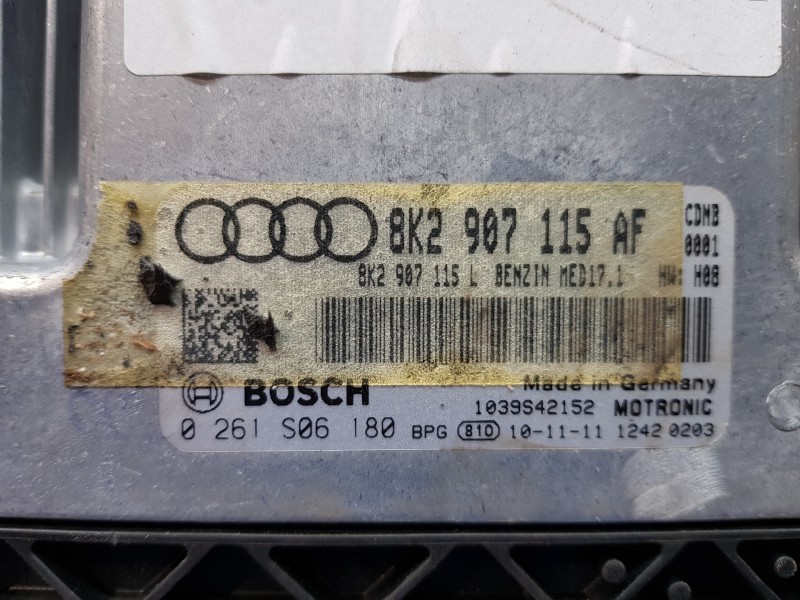 8K2 907 115 AF
CDNB
0001
8K2 907 115 L BENZIN MED17.1 HW: H08
Made in Germany
BOSCH
1039S42152 MOTRONIC
0 261 S06 180 BPG 810 10-11-11 1242 0203